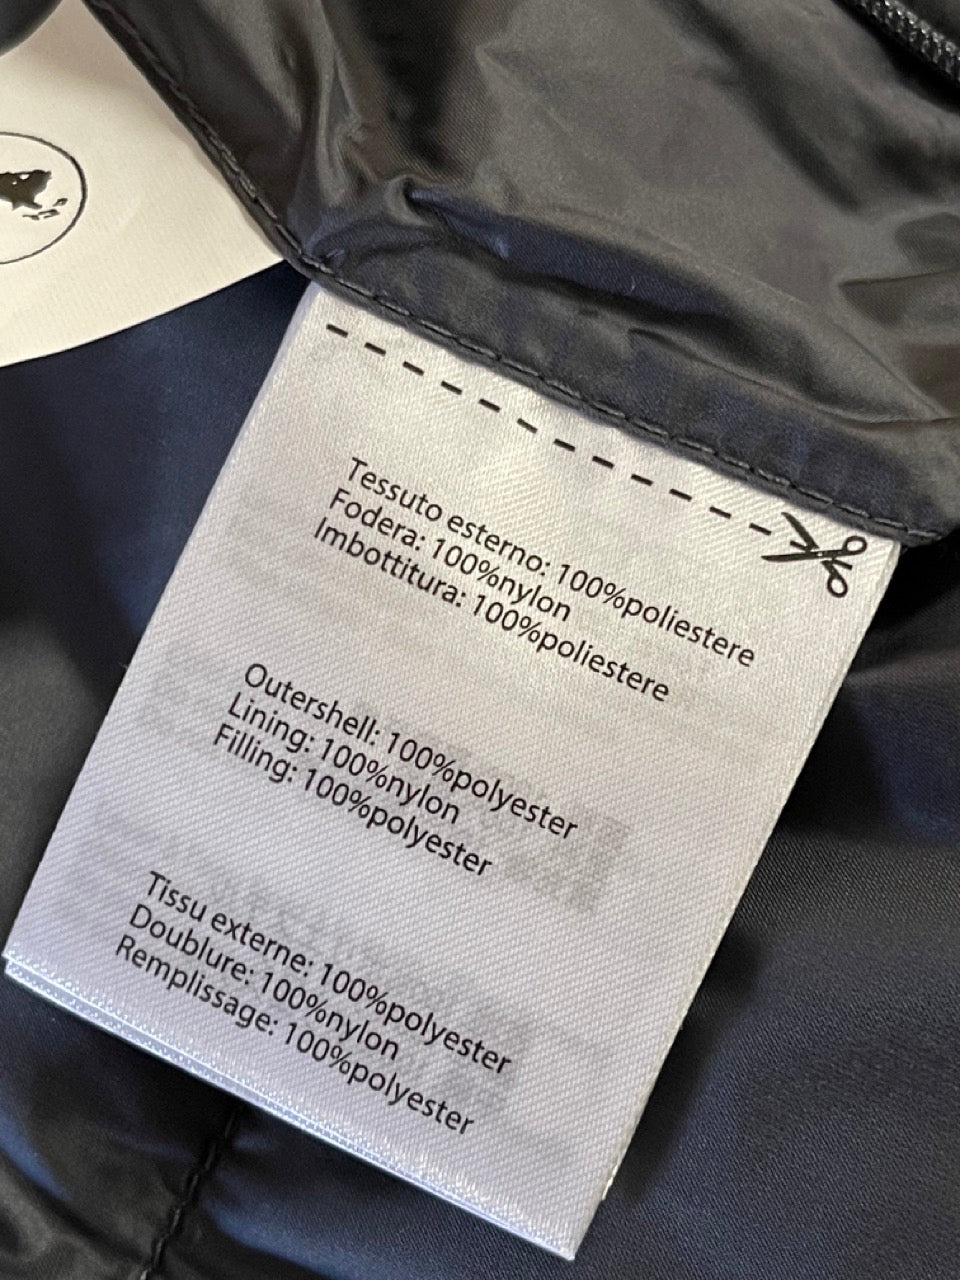 Tessuto esterno: 100%poliestere
Fodera: 100%nylon
Imbottitura: 100%poliestere
Outershell: 100%polyester
Lining: 100%nylon
Filling: 100%polyester
Tissu externe: 100%polyester
Doublure: 100%nylon
Remplissage: 100%polyester